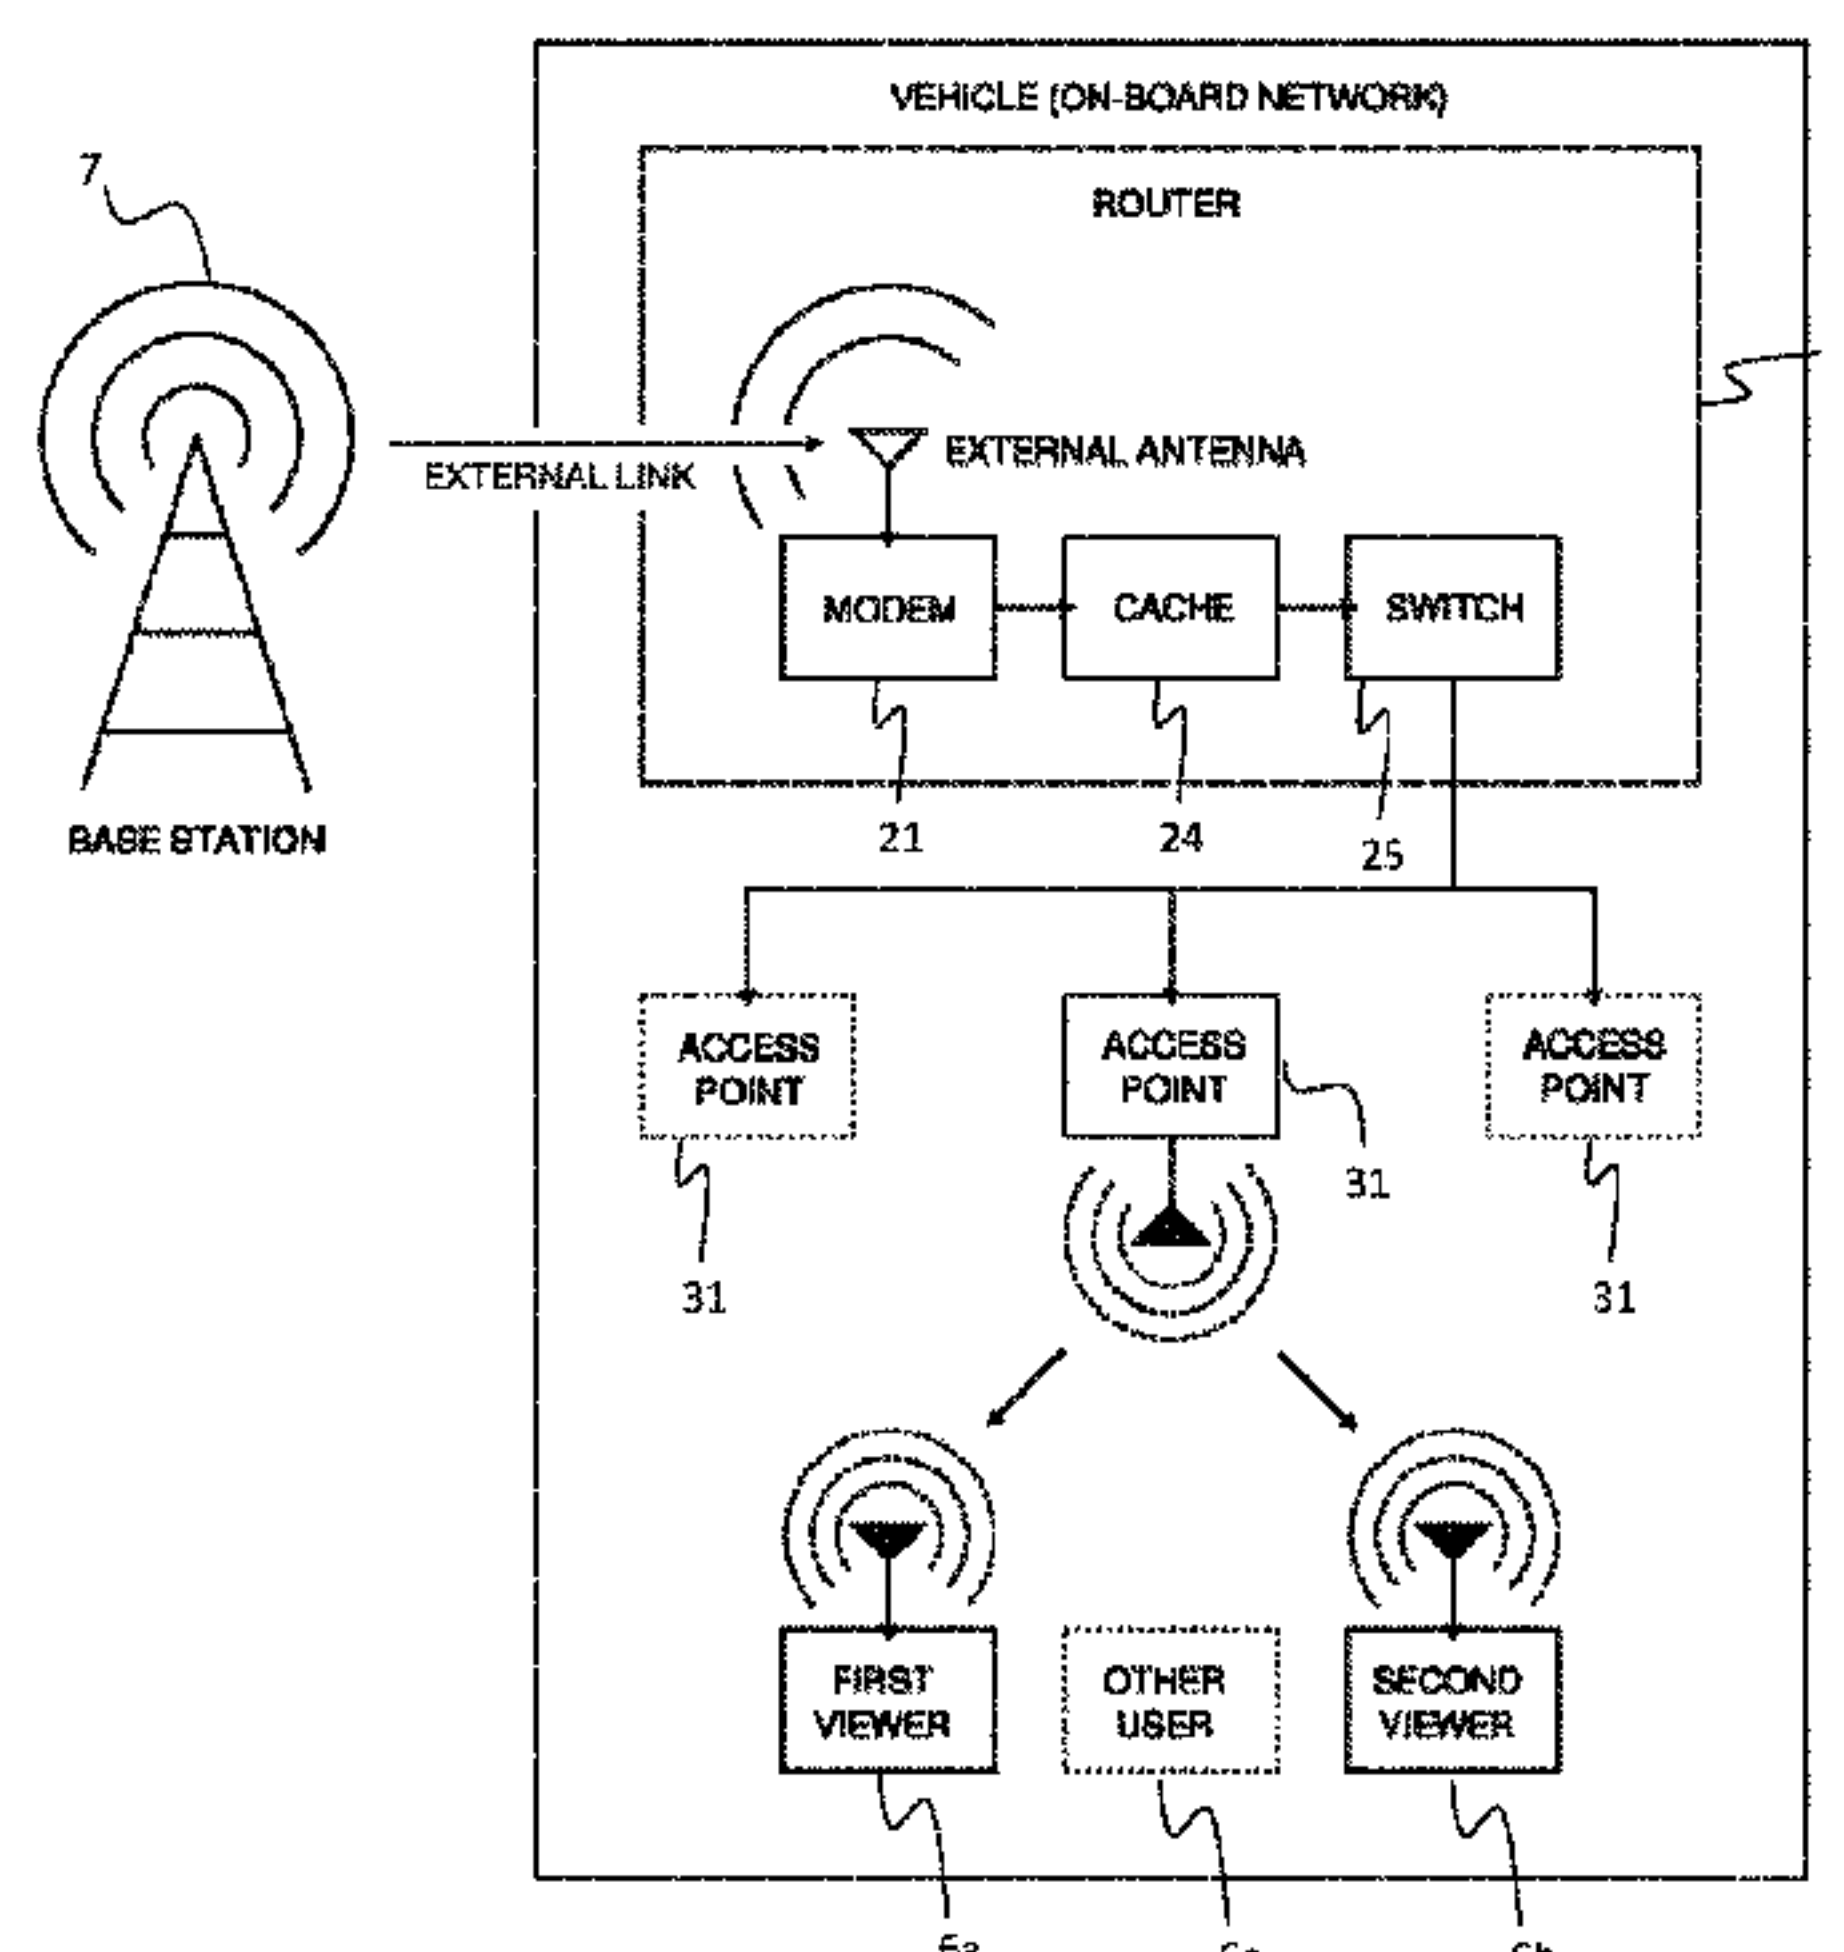 VEHICLE (ON-BOARD NETWORK)
7
ROUTER
EXTERNAL ANTENNA
EXTERNAL LINK
MODEM
CACHE
SWITCH
21
24
25
BASE STATION
ACCESS
POINT
ACCESS
POINT
ACCESS
POINT
31
31
31
FIRST
VIEWER
OTHER
USER
SECOND
VIEWER